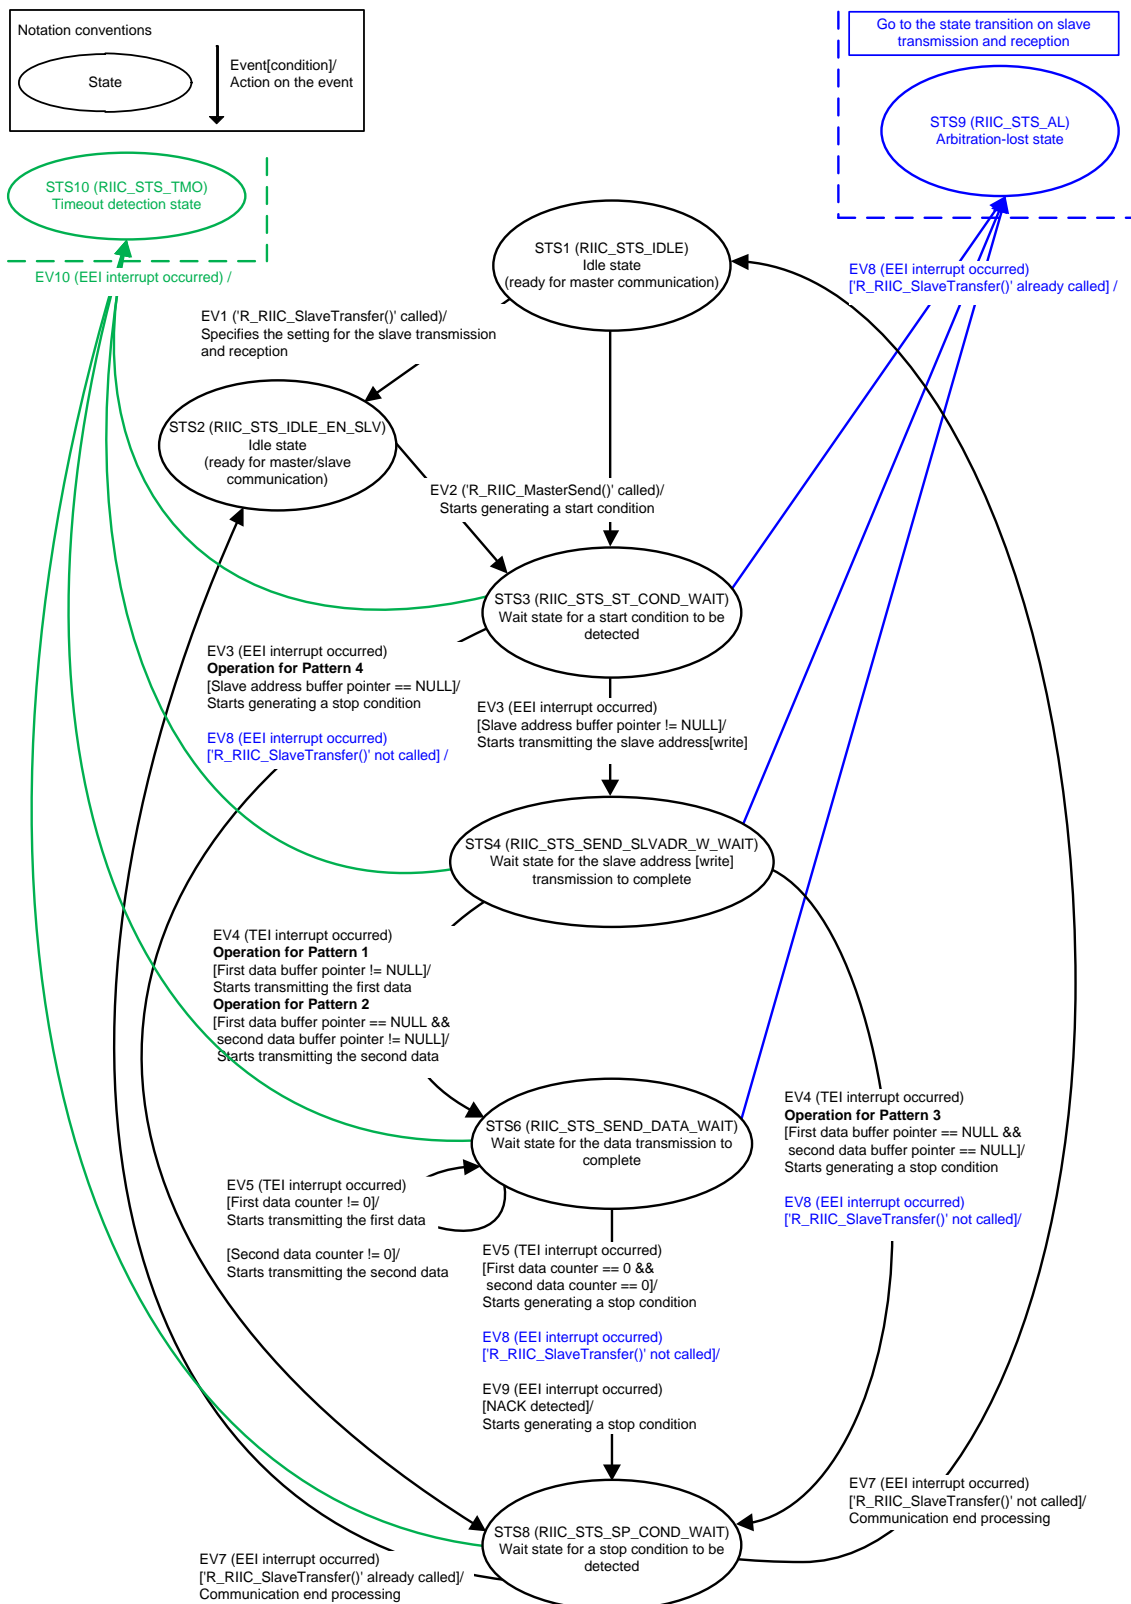 Notation conventions
State
Event[condition]/
Action on the event
Go to the state transition on slave
transmission and reception
STS9 (RIIC_STS_AL)
Arbitration-lost state
STS10 (RIIC_STS_TMO)
Timeout detection state
EV10 (EEI interrupt occurred) /
STS1 (RIIC_STS_IDLE)
Idle state
(ready for master communication)
EV8 (EEI interrupt occurred)
['R_RIIC_SlaveTransfer()' already called] /
EV1 ('R_RIIC_SlaveTransfer()' called)/
Specifies the setting for the slave transmission
and reception
STS2 (RIIC_STS_IDLE_EN_SLV)
Idle state
(ready for master/slave
communication)
EV2 ('R_RIIC_MasterSend()' called)/
Starts generating a start condition
STS3 (RIIC_STS_ST_COND_WAIT)
Wait state for a start condition to be
detected
EV3 (EEI interrupt occurred)
Operation for Pattern 4
[Slave address buffer pointer == NULL]/
Starts generating a stop condition
EV8 (EEI interrupt occurred)
['R_RIIC_SlaveTransfer()' not called] /
EV3 (EEI interrupt occurred)
[Slave address buffer pointer != NULL]/
Starts transmitting the slave address[write]
STS4 (RIIC_STS_SEND_SLVADR_W_WAIT)
Wait state for the slave address [write]
transmission to complete
EV4 (TEI interrupt occurred)
Operation for Pattern 1
[First data buffer pointer != NULL]/
Starts transmitting the first data
Operation for Pattern 2
[First data buffer pointer == NULL &&
second data buffer pointer != NULL]/
Starts transmitting the second data
STS6 (RIIC_STS_SEND_DATA_WAIT)
Wait state for the data transmission to
complete
EV4 (TEI interrupt occurred)
Operation for Pattern 3
[First data buffer pointer == NULL &&
second data buffer pointer == NULL]/
Starts generating a stop condition
EV8 (EEI interrupt occurred)
['R_RIIC_SlaveTransfer()' not called]/
EV5 (TEI interrupt occurred)
[First data counter != 0]/
Starts transmitting the first data
[Second data counter != 0]/
Starts transmitting the second data
EV5 (TEI interrupt occurred)
[First data counter == 0 &&
second data counter == 0]/
Starts generating a stop condition
EV8 (EEI interrupt occurred)
['R_RIIC_SlaveTransfer()' not called]/
EV9 (EEI interrupt occurred)
[NACK detected]/
Starts generating a stop condition
EV7 (EEI interrupt occurred)
['R_RIIC_SlaveTransfer()' not called]/
Communication end processing
STS8 (RIIC_STS_SP_COND_WAIT)
Wait state for a stop condition to be
detected
EV7 (EEI interrupt occurred)
['R_RIIC_SlaveTransfer()' already called]/
Communication end processing